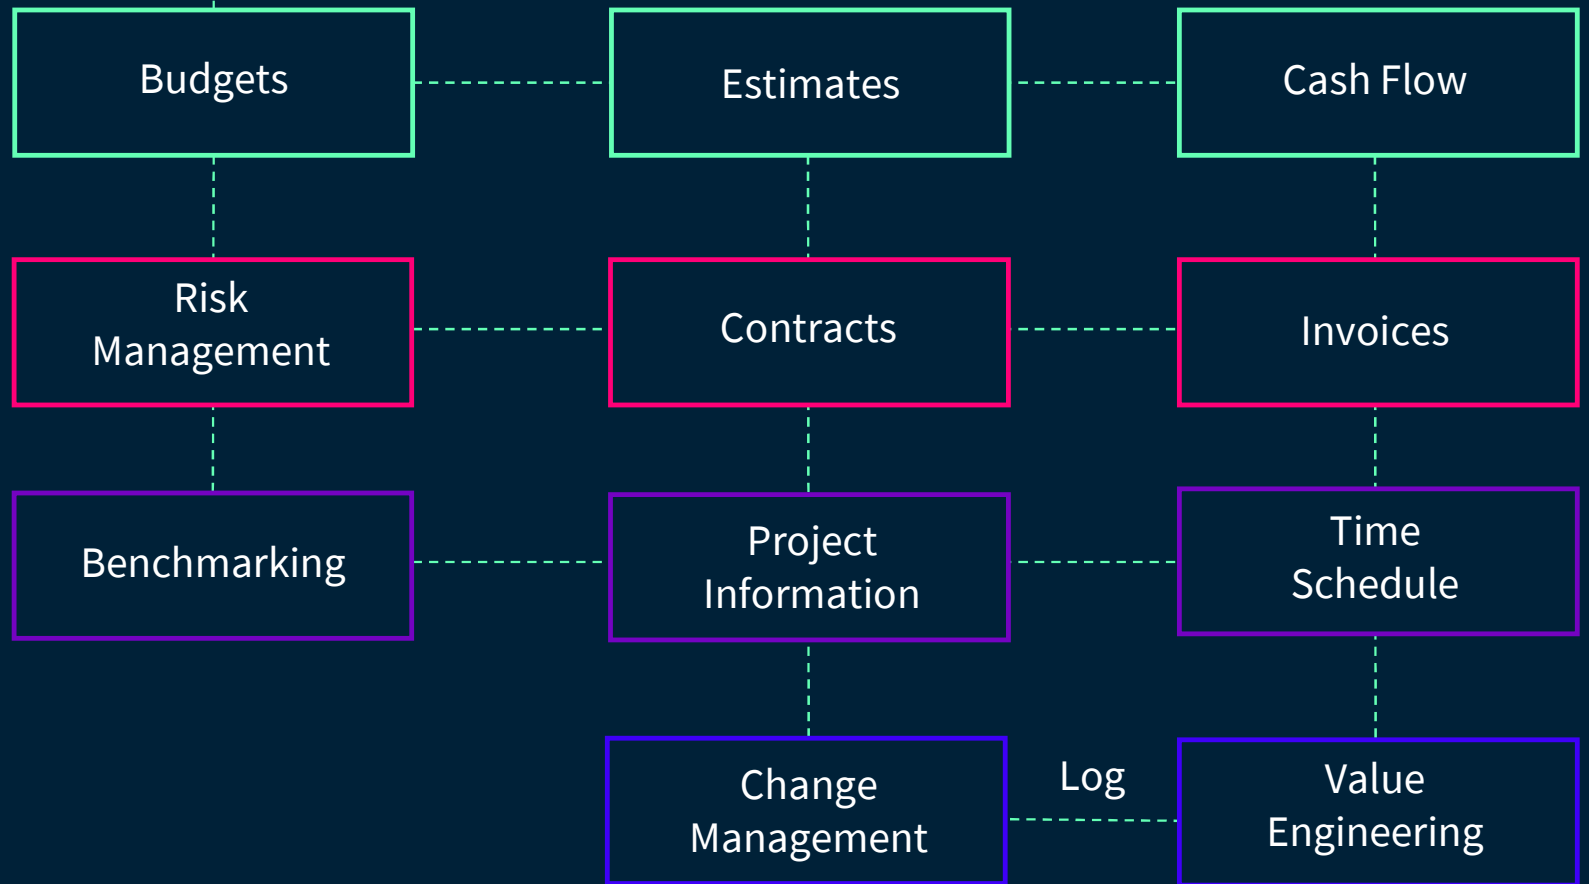 Budgets
Estimates
Cash Flow
Risk
Management
Contracts
Invoices
Benchmarking
Project
Information
Time
Schedule
Change
Management
Log
Value
Engineering